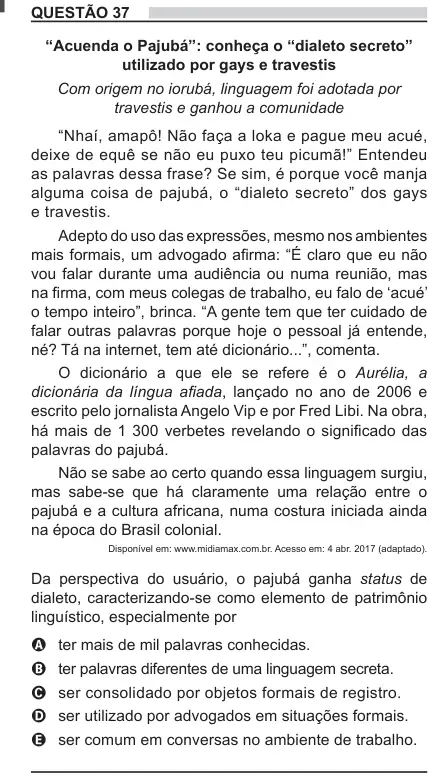 QUESTÃO 37
“Acuenda o Pajubá”: conheça o “dialeto secreto”
utilizado por gays e travestis
Com origem no iorubá, linguagem foi adotada por
travestis e ganhou a comunidade
“Nhaí, amapô! Não faça a loka e pague meu acué,
deixe de equê se não eu puxo teu picumã!” Entendeu
as palavras dessa frase? Se sim, é porque você manja
alguma coisa de pajubá, o “dialeto secreto” dos gays
e travestis.
Adepto do uso das expressões, mesmo nos ambientes
mais formais, um advogado afirma: “É claro que eu não
vou falar durante uma audiência ou numa reunião, mas
na firma, com meus colegas de trabalho, eu falo de ‘acué’
o tempo inteiro”, brinca. “A gente tem que ter cuidado de
falar outras palavras porque hoje o pessoal já entende,
né? Tá na internet, tem até dicionário...”, comenta.
O dicionário a que ele se refere é o Aurélia, a
dicionária da língua afiada, lançado no ano de 2006 e
escrito pelo jornalista Angelo Vip e por Fred Libi. Na obra,
há mais de 1 300 verbetes revelando o significado das
palavras do pajubá.
Não se sabe ao certo quando essa linguagem surgiu,
mas sabe-se que há claramente uma relação entre o
pajubá e a cultura africana, numa costura iniciada ainda
na época do Brasil colonial.
Disponível em: www.midiamax.com.br. Acesso em: 4 abr. 2017 (adaptado).
Da perspectiva do usuário, o pajubá ganha status de
dialeto, caracterizando-se como elemento de patrimônio
linguístico, especialmente por
A ter mais de mil palavras conhecidas.
B ter palavras diferentes de uma linguagem secreta.
C ser consolidado por objetos formais de registro.
D ser utilizado por advogados em situações formais.
E ser comum em conversas no ambiente de trabalho.